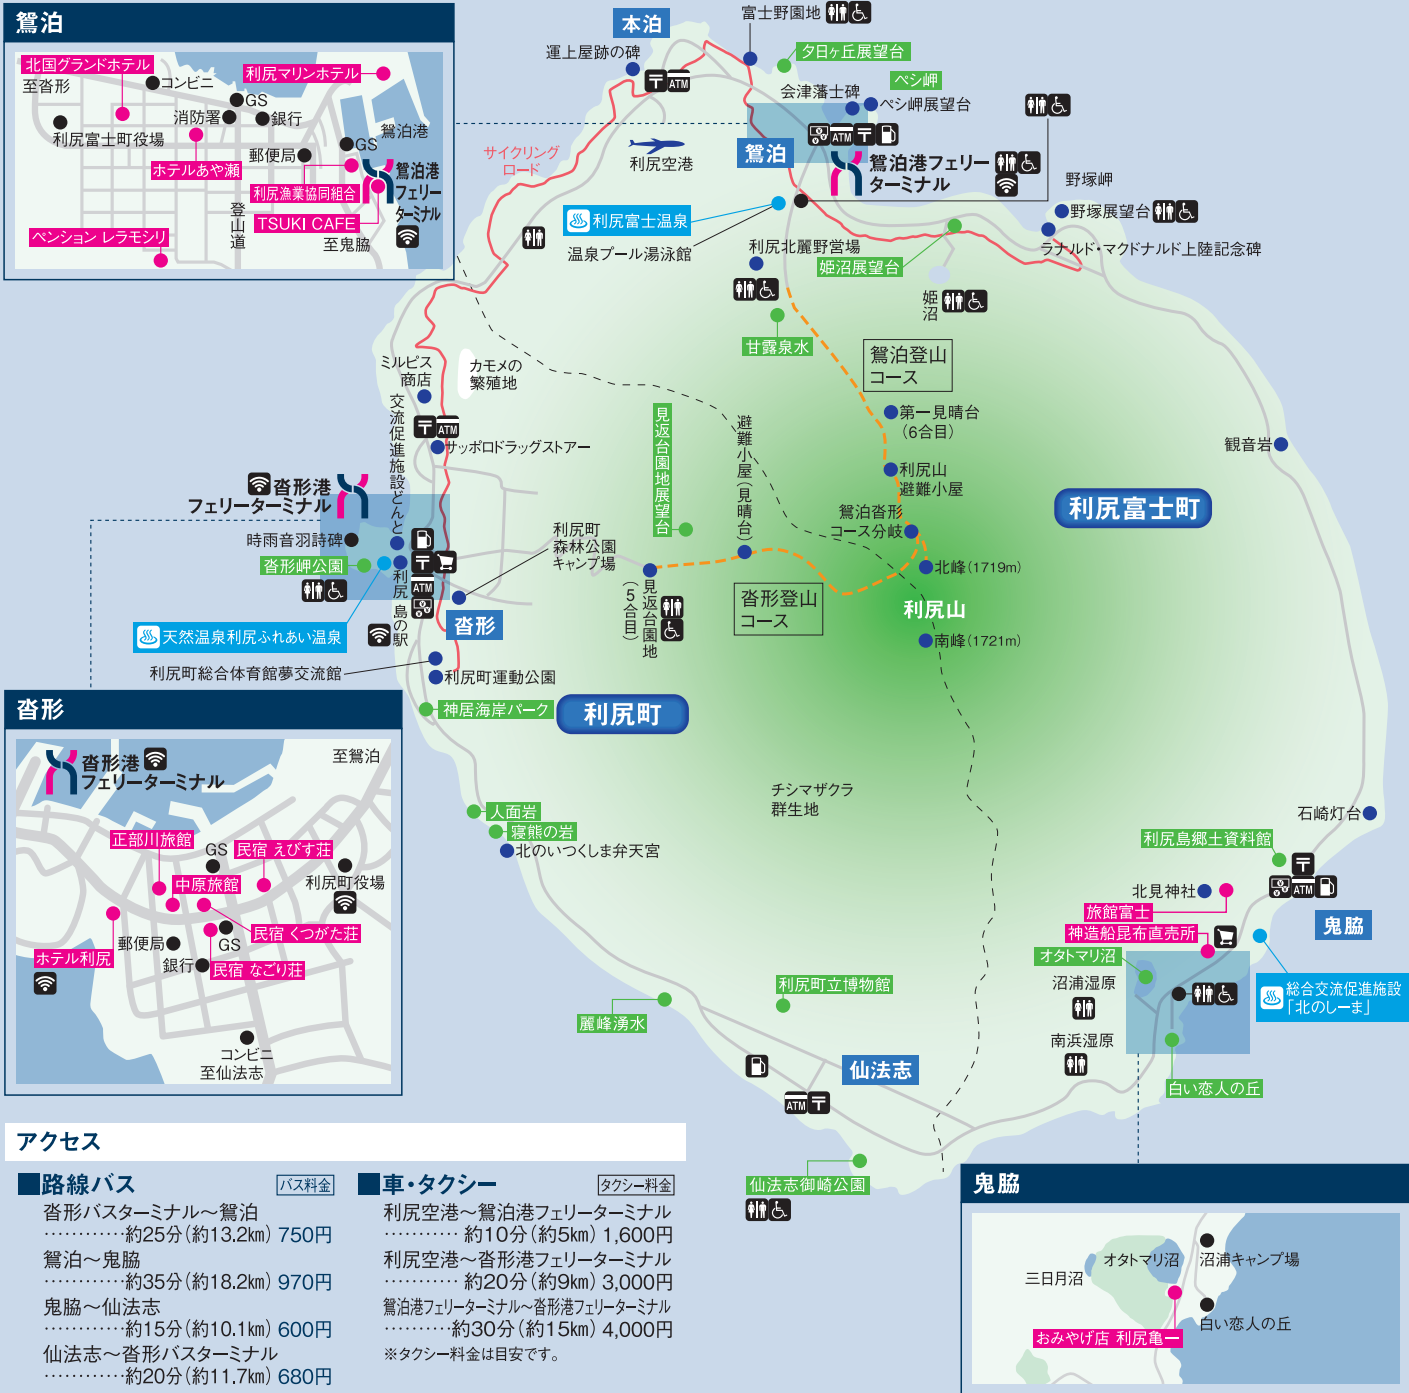 鴛泊
北国グランドホテル
至沓形
コンビニ
利尻マリンホテル
GS
消防署
銀行
利尻富士町役場
鴛泊港
GS
郵便局
ホテルあや瀬
利尻漁業協同組合
鴛泊港
フェリー
ターミナル
登山道
TSUKI CAFE
至鬼脇
ペンション レラモシリ
本泊
富士野園地
運上屋跡の碑
ATM
夕日ヶ丘展望台
ペシ岬
会津藩士碑
ペシ岬展望台
サイクリング
ロード
利尻空港
鴛泊
ATM
鴛泊港フェリー
ターミナル
野塚岬
野塚展望台
ラナルド・マクドナルド上陸記念碑
利尻富士温泉
温泉プール湯泳館
利尻北麗野営場
姫沼展望台
姫沼
甘露泉水
鴛泊登山
コース
ミルピス
商店
カモメの
繁殖地
交流促進施設どんと
ATM
サッポロドラッグストアー
見返台園地展望台
避難小屋(見晴台)
第一見晴台
(6合目)
利尻山
避難小屋
観音岩
利尻富士町
沓形港
フェリーターミナル
時雨音羽詩碑
沓形岬公園
利尻島の駅
ATM
利尻町
森林公園
キャンプ場
鴛泊沓形
コース分岐
北峰(1719m)
利尻山
南峰(1721m)
沓形登山
コース
見返台園地
(5合目)
天然温泉利尻ふれあい温泉
沓形
利尻町総合体育館夢交流館
利尻町運動公園
神居海岸パーク
利尻町
沓形
沓形港
フェリーターミナル
至鴛泊
正部川旅館
GS
民宿 えびす荘
中原旅館
利尻町役場
民宿 くつがた荘
郵便局
GS
ホテル利尻
銀行
民宿 なごり荘
コンビニ
至仙法志
人面岩
寝熊の岩
北のいつくしま弁天宮
チシマザクラ
群生地
石崎灯台
利尻島郷土資料館
ATM
北見神社
旅館富士
鬼脇
神造船昆布直売所
オタトマリ沼
沼浦湿原
総合交流促進施設
「北のしーま」
南浜湿原
白い恋人の丘
利尻町立博物館
麗峰湧水
仙法志
ATM
仙法志御崎公園
アクセス
■路線バス バス料金
沓形バスターミナル〜鴛泊
…………約25分(約13.2km) 750円
鴛泊〜鬼脇
…………約35分(約18.2km) 970円
鬼脇〜仙法志
…………約15分(約10.1km) 600円
仙法志〜沓形バスターミナル
…………約20分(約11.7km) 680円
■車・タクシー タクシー料金
利尻空港〜鴛泊港フェリーターミナル
………… 約10分(約5km) 1,600円
利尻空港〜沓形港フェリーターミナル
………… 約20分(約9km) 3,000円
鴛泊港フェリーターミナル〜沓形港フェリーターミナル
…………約30分(約15km) 4,000円
※タクシー料金は目安です。
鬼脇
オタトマリ沼
沼浦キャンプ場
三日月沼
白い恋人の丘
おみやげ店 利尻亀一